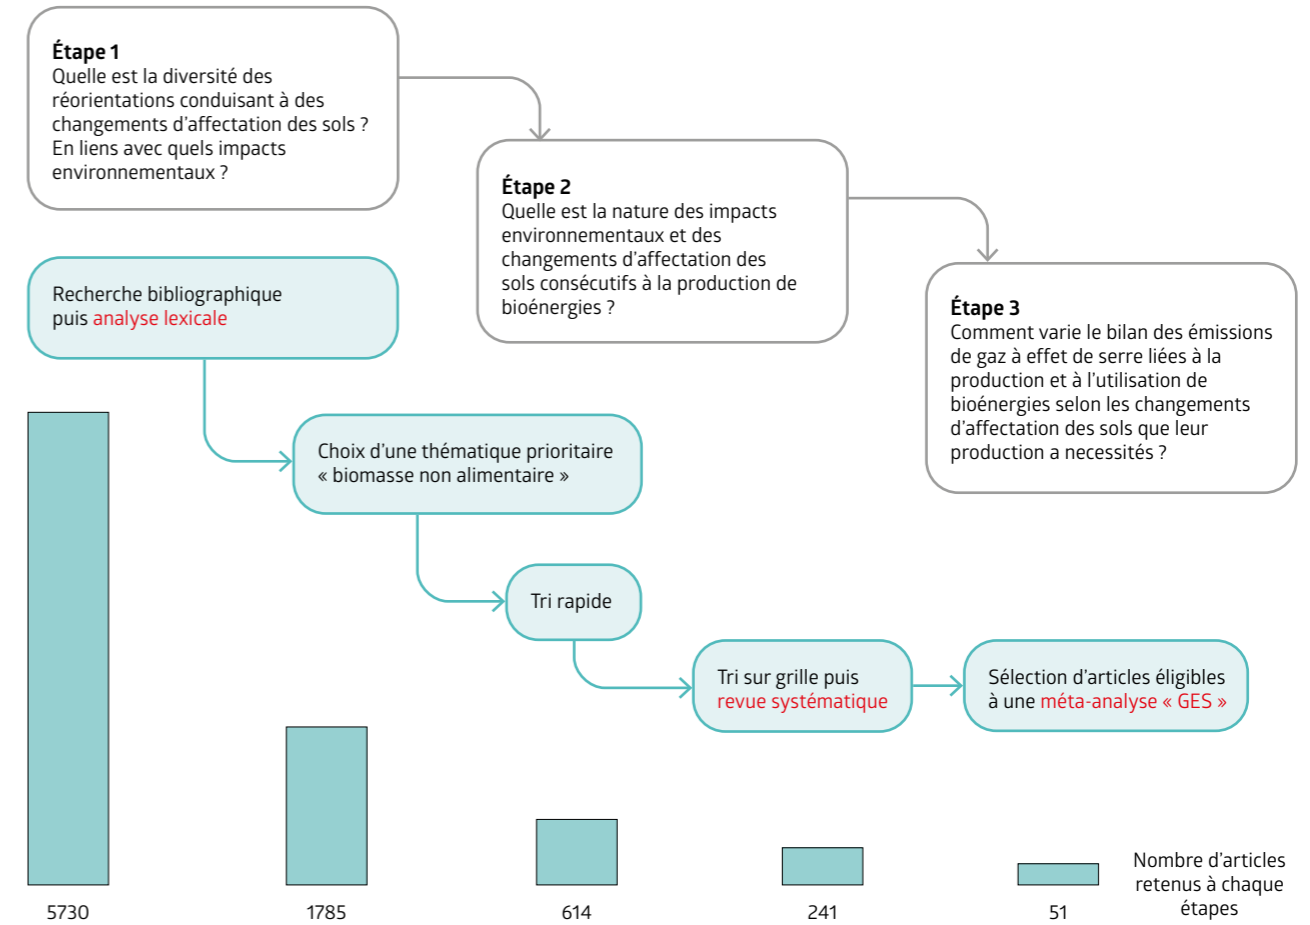 Étape 1
Quelle est la diversité des
réorientations conduisant à des
changements d'affectation des sols ?
En liens avec quels impacts
environnementaux ?
Étape 2
Quelle est la nature des impacts
environnementaux et des
changements d'affectation des
sols consécutifs à la production de
bioénergies ?
Étape 3
Comment varie le bilan des émissions
de gaz à effet de serre liées à la
production et à l'utilisation de
bioénergies selon les changements
d'affectation des sols que leur
production a necessités ?
Recherche bibliographique
puis analyse lexicale
Choix d'une thématique prioritaire
« biomasse non alimentaire »
Tri rapide
Tri sur grille puis
revue systématique
Sélection d'articles éligibles
à une méta-analyse « GES »
5730
1785
614
241
51
Nombre d'articles
retenus à chaque
étapes